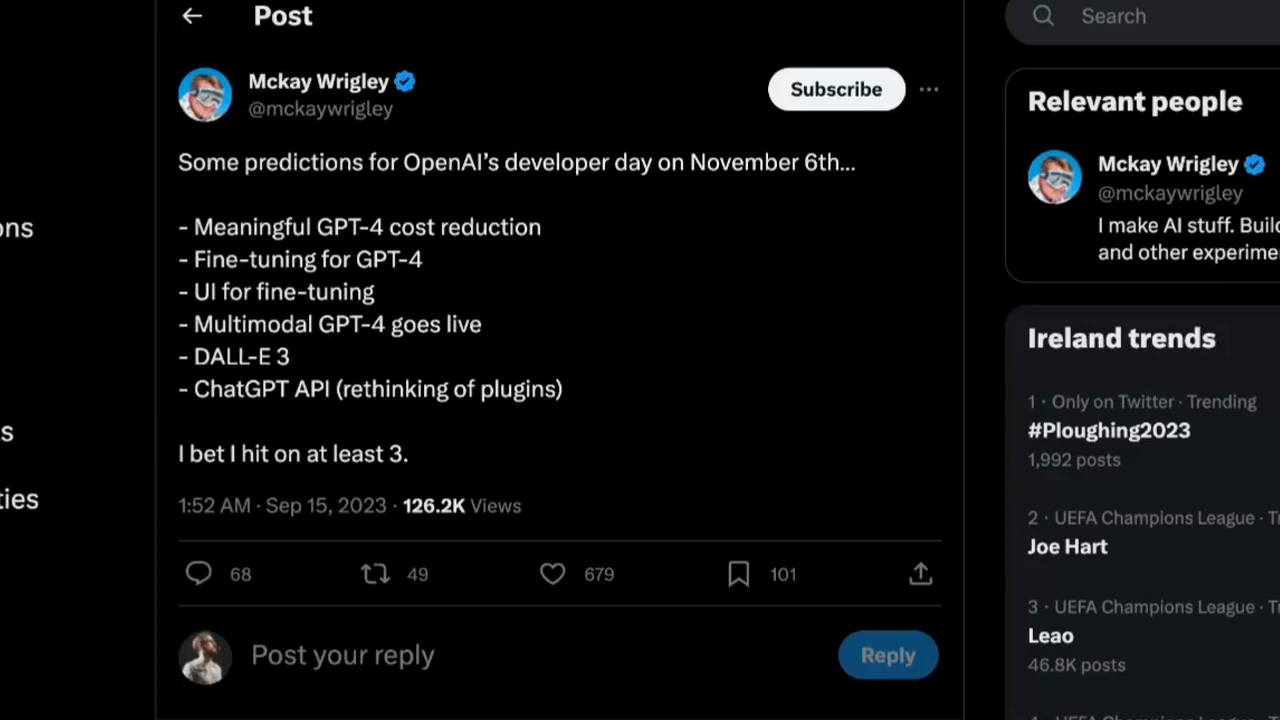 Post
Mckay Wrigley
@mckaywrigley
Subscribe
Some predictions for OpenAI’s developer day on November 6th...
- Meaningful GPT-4 cost reduction
- Fine-tuning for GPT-4
- UI for fine-tuning
- Multimodal GPT-4 goes live
- DALL-E 3
- ChatGPT API (rethinking of plugins)
I bet I hit on at least 3.
1:52 AM · Sep 15, 2023 · 126.2K Views
68 49 679 101
Post your reply
Reply
ons
s
ties
Search
Relevant people
Mckay Wrigley
@mckaywrigley
I make AI stuff. Buil
and other experime
Ireland trends
1 · Only on Twitter · Trending
#Ploughing2023
1,992 posts
2 · UEFA Champions League · T
Joe Hart
3 · UEFA Champions League · T
Leao
46.8K posts